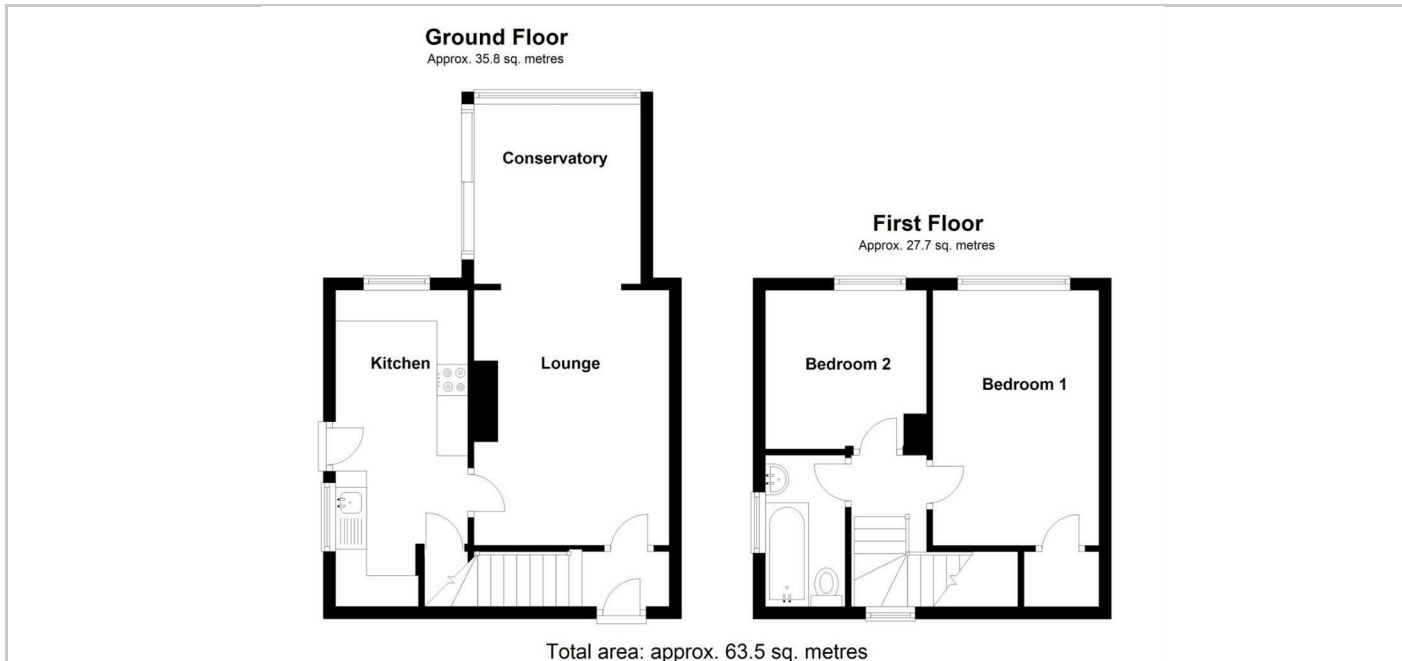 Ground Floor
Approx. 35.8 sq. metres
Conservatory
Kitchen
Lounge
First Floor
Approx. 27.7 sq. metres
Bedroom 2
Bedroom 1
Total area: approx. 63.5 sq. metres